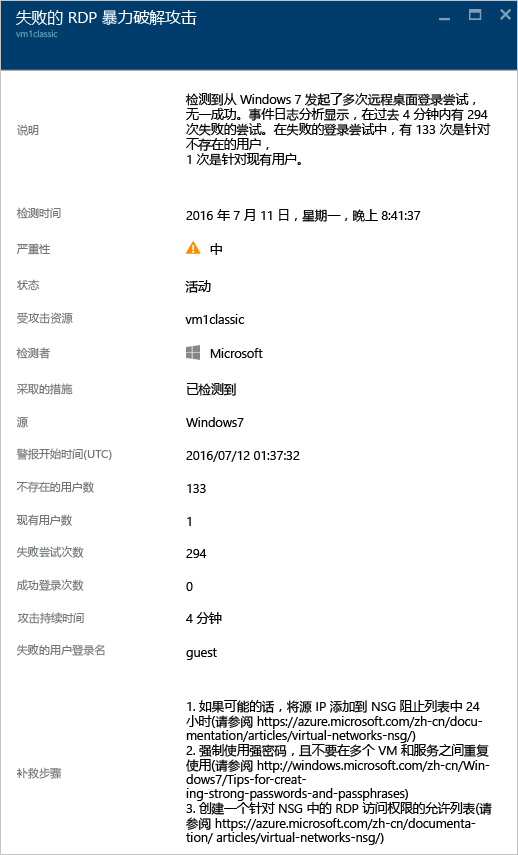 失败的 RDP 暴力破解攻击
vm1classic
说明
检测到从 Windows 7 发起了多次远程桌面登录尝试，
无一成功。事件日志分析显示，在过去 4 分钟内有 294
次失败的尝试。在失败的登录尝试中，有 133 次是针对
不存在的用户，
1 次是针对现有用户。
检测时间
2016 年 7 月 11 日，星期一，晚上 8:41:37
严重性
中
状态
活动
受攻击资源
vm1classic
检测者
Microsoft
采取的措施
已检测到
源
Windows7
警报开始时间(UTC)
2016/07/12 01:37:32
不存在的用户数
133
现有用户数
1
失败尝试次数
294
成功登录次数
0
攻击持续时间
4 分钟
失败的用户登录名
guest
补救步骤
1. 如果可能的话，将源 IP 添加到 NSG 阻止列表中 24
小时(请参阅 https://azure.microsoft.com/zh-cn/docu-
mentation/articles/virtual-networks-nsg/)
2. 强制使用强密码，且不要在多个 VM 和服务之间重复
使用(请参阅 http://windows.microsoft.com/zh-cn/Win-
dows7/Tips-for-creat-
ing-strong-passwords-and-passphrases)
3. 创建一个针对 NSG 中的 RDP 访问权限的允许列表(请
参阅 https://azure.microsoft.com/zh-cn/documenta-
tion/ articles/virtual-networks-nsg/)